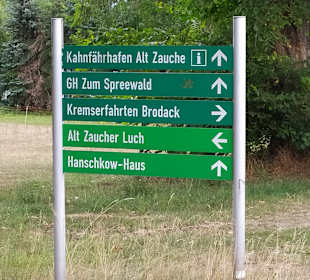 Kahnfährhafen Alt Zauche i
GH Zum Spreewald
Kremserfahrten Brodack
Alt Zaucher Luch
Hanschkow-Haus